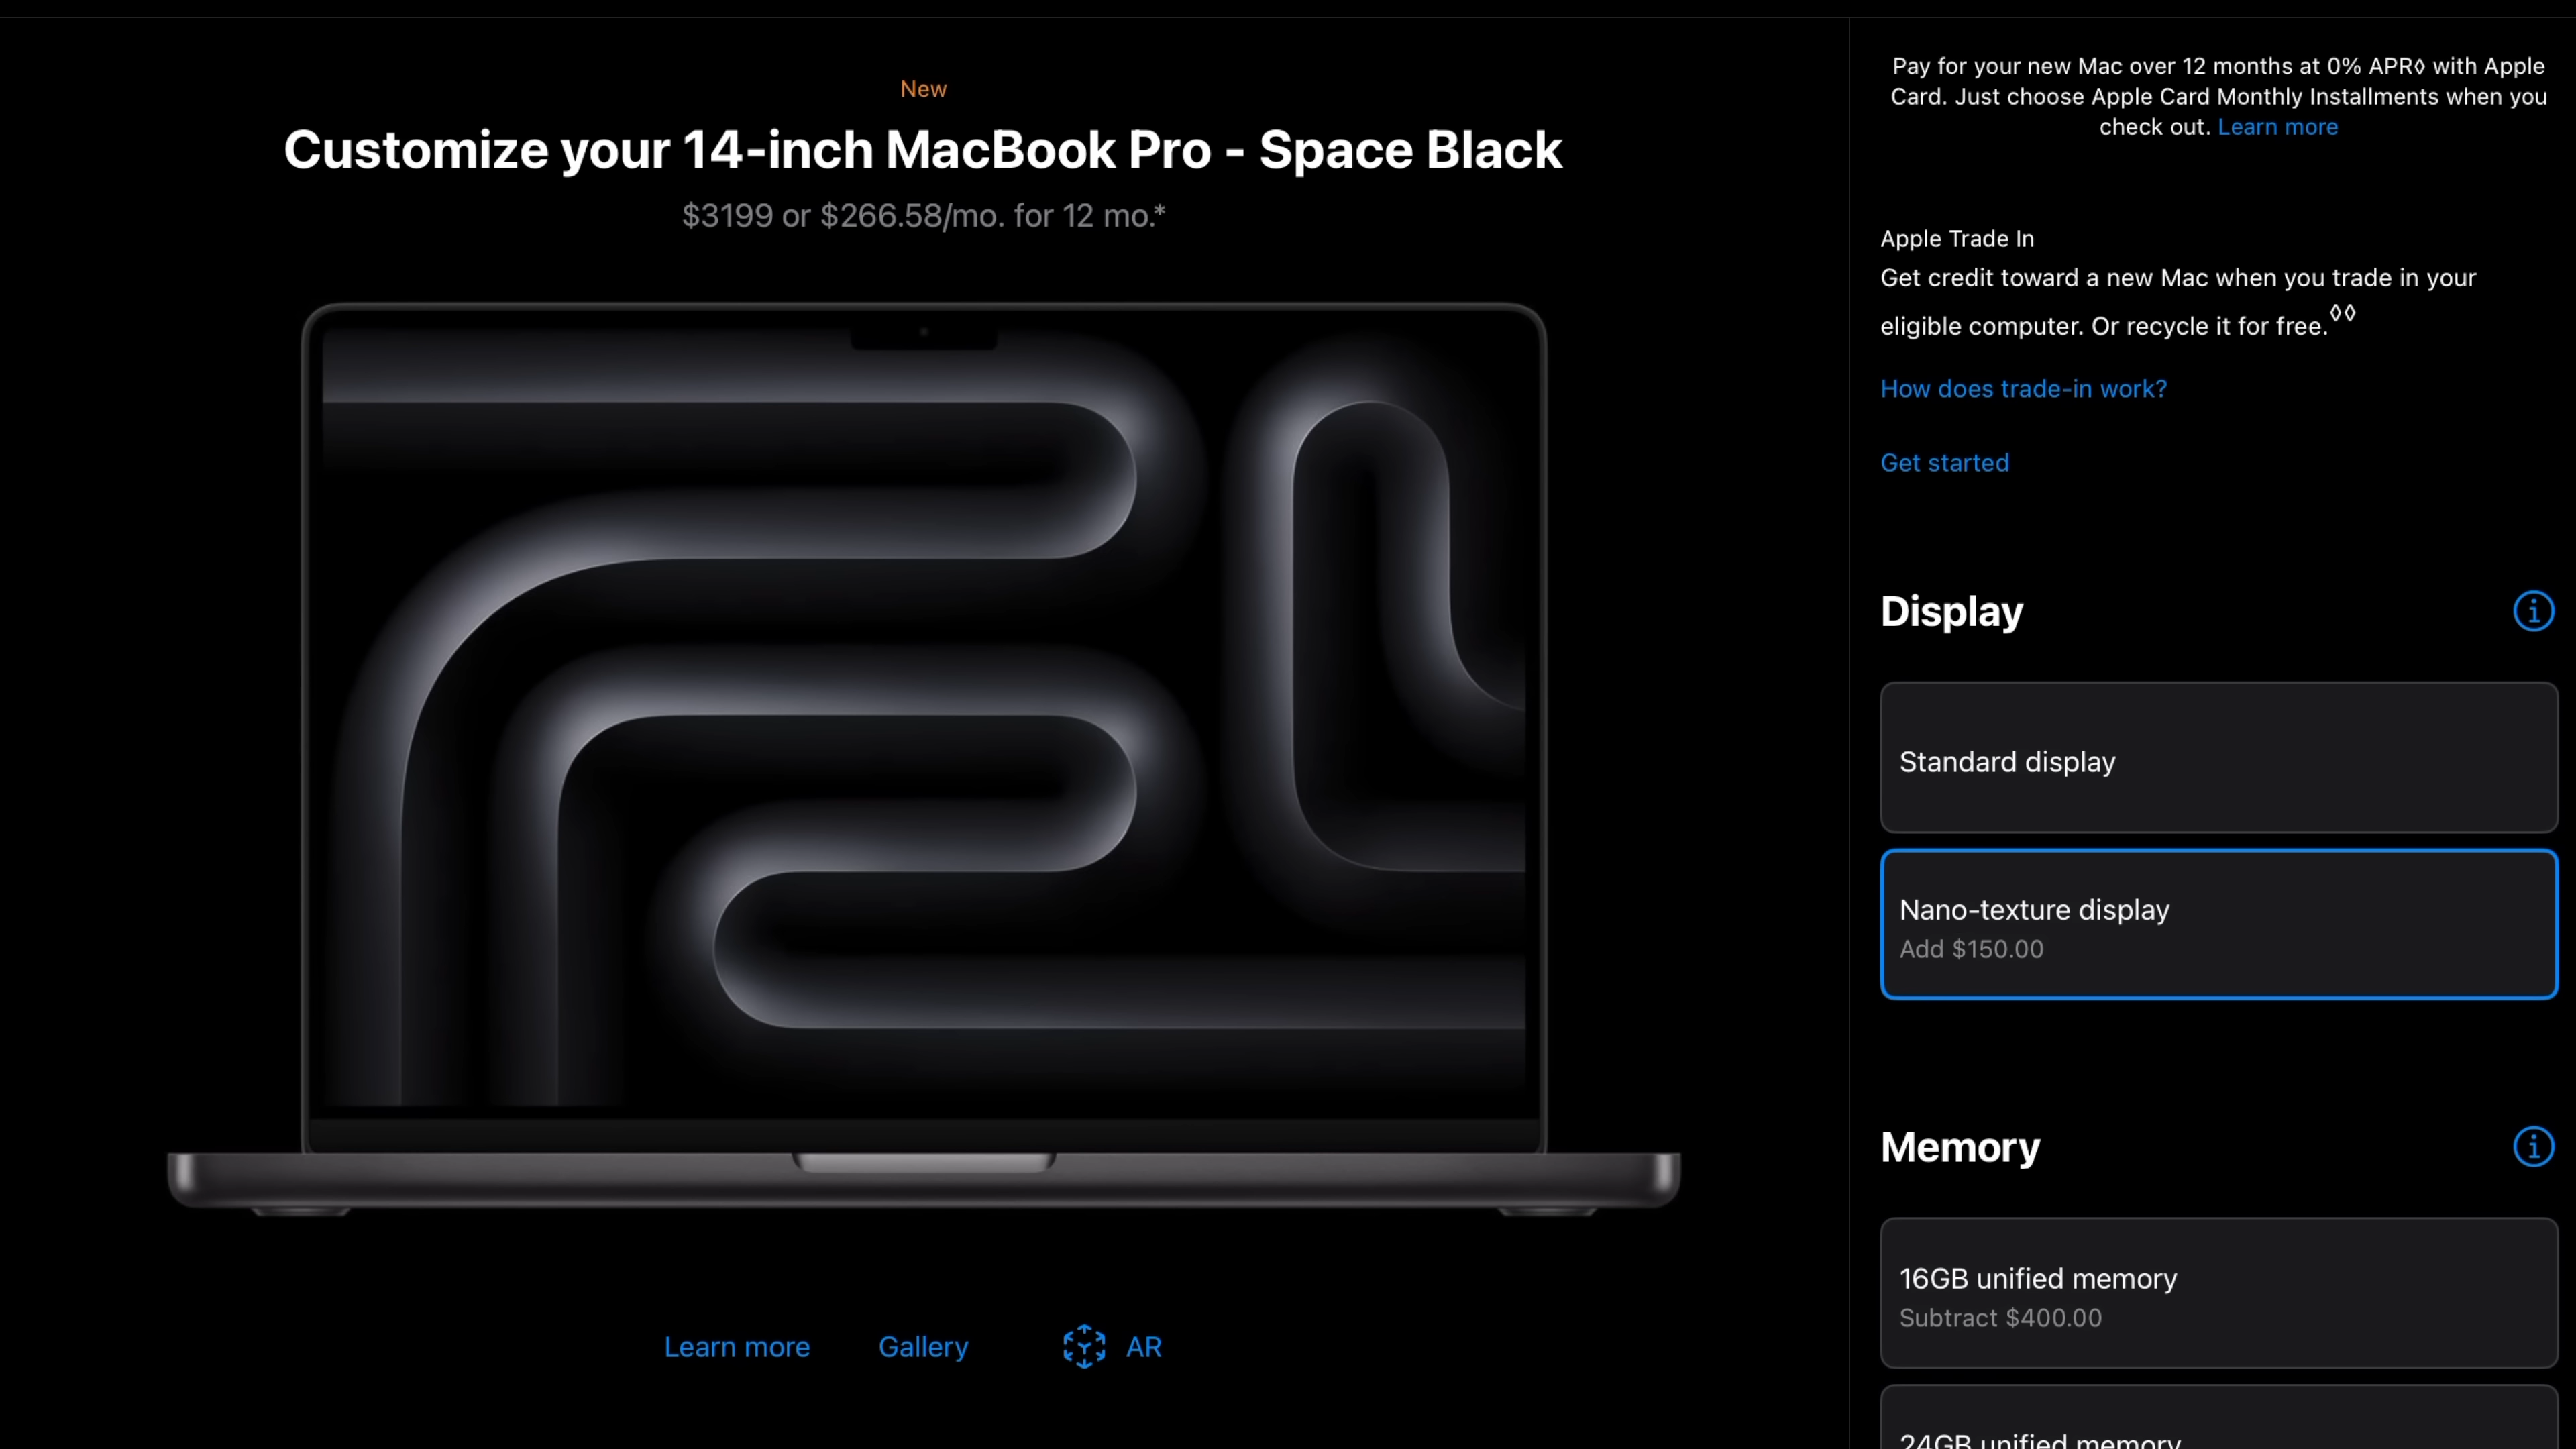 New
Customize your 14-inch MacBook Pro - Space Black
$3199 or $266.58/mo. for 12 mo.*
Learn more
Gallery
AR
Pay for your new Mac over 12 months at 0% APR◊ with Apple
Card. Just choose Apple Card Monthly Installments when you
check out. Learn more
Apple Trade In
Get credit toward a new Mac when you trade in your
eligible computer. Or recycle it for free.◊◊
How does trade-in work?
Get started
Display
Standard display
Nano-texture display
Add $150.00
Memory
16GB unified memory
Subtract $400.00
24GB unified memory